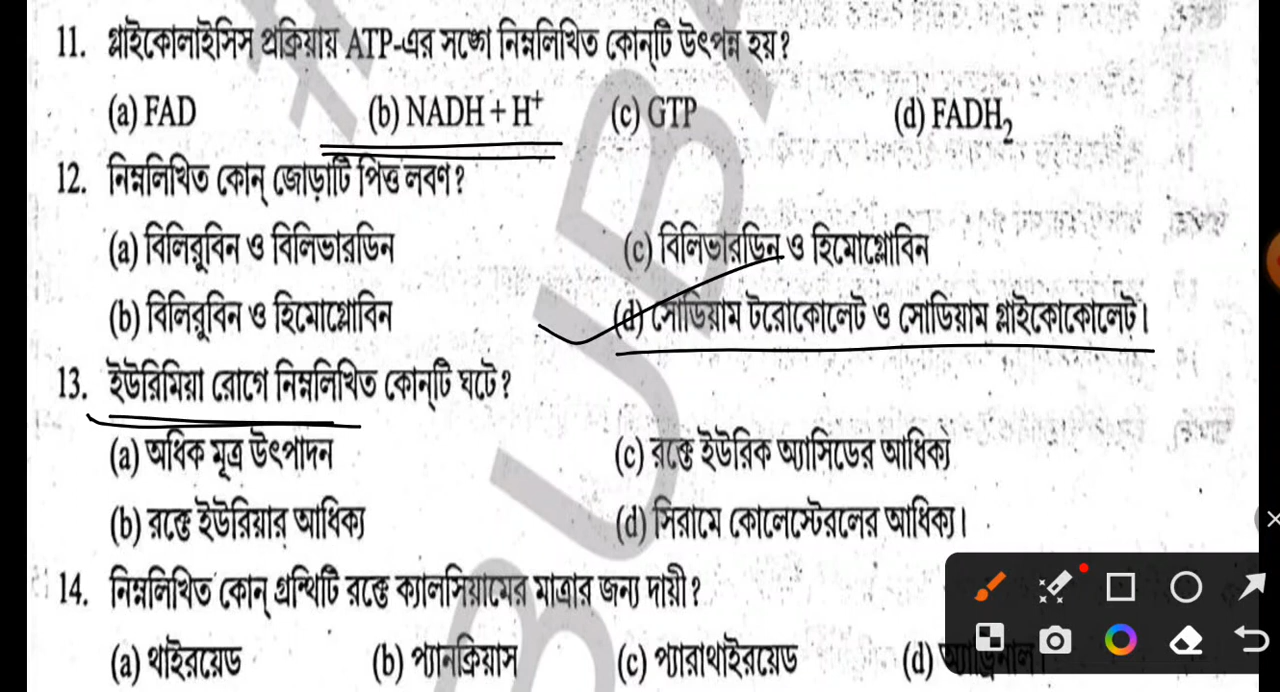 11. গ্লাইকোলাইসিস প্রক্রিয়ায় ATP-এর সঙ্গে নিম্নলিখিত কোন্‌টি উৎপন্ন হয়?
(a) FAD (b) NADH + H⁺ (c) GTP (d) FADH₂
12. নিম্নলিখিত কোন্ জোড়াটি পিত্ত লবণ?
(a) বিলিরুবিন ও বিলিভারডিন (c) বিলিভারডিন ও হিমোগ্লোবিন
(b) বিলিরুবিন ও হিমোগ্লোবিন (d) সোডিয়াম টরোকোলেট ও সোডিয়াম গ্লাইকোকোলেট।
13. ইউরিমিয়া রোগে নিম্নলিখিত কোন্‌টি ঘটে?
(a) অধিক মূত্র উৎপাদন (c) রক্তে ইউরিক অ্যাসিডের আধিক্য
(b) রক্তে ইউরিয়ার আধিক্য (d) সিরামে কোলেস্টেরলের আধিক্য।
14. নিম্নলিখিত কোন্ গ্রন্থিটি রক্তে ক্যালসিয়ামের মাত্রার জন্য দায়ী?
(a) থাইরয়েড (b) প্যানক্রিয়াস (c) প্যারাথাইরয়েড (d) অ্যাড্রিনাল।